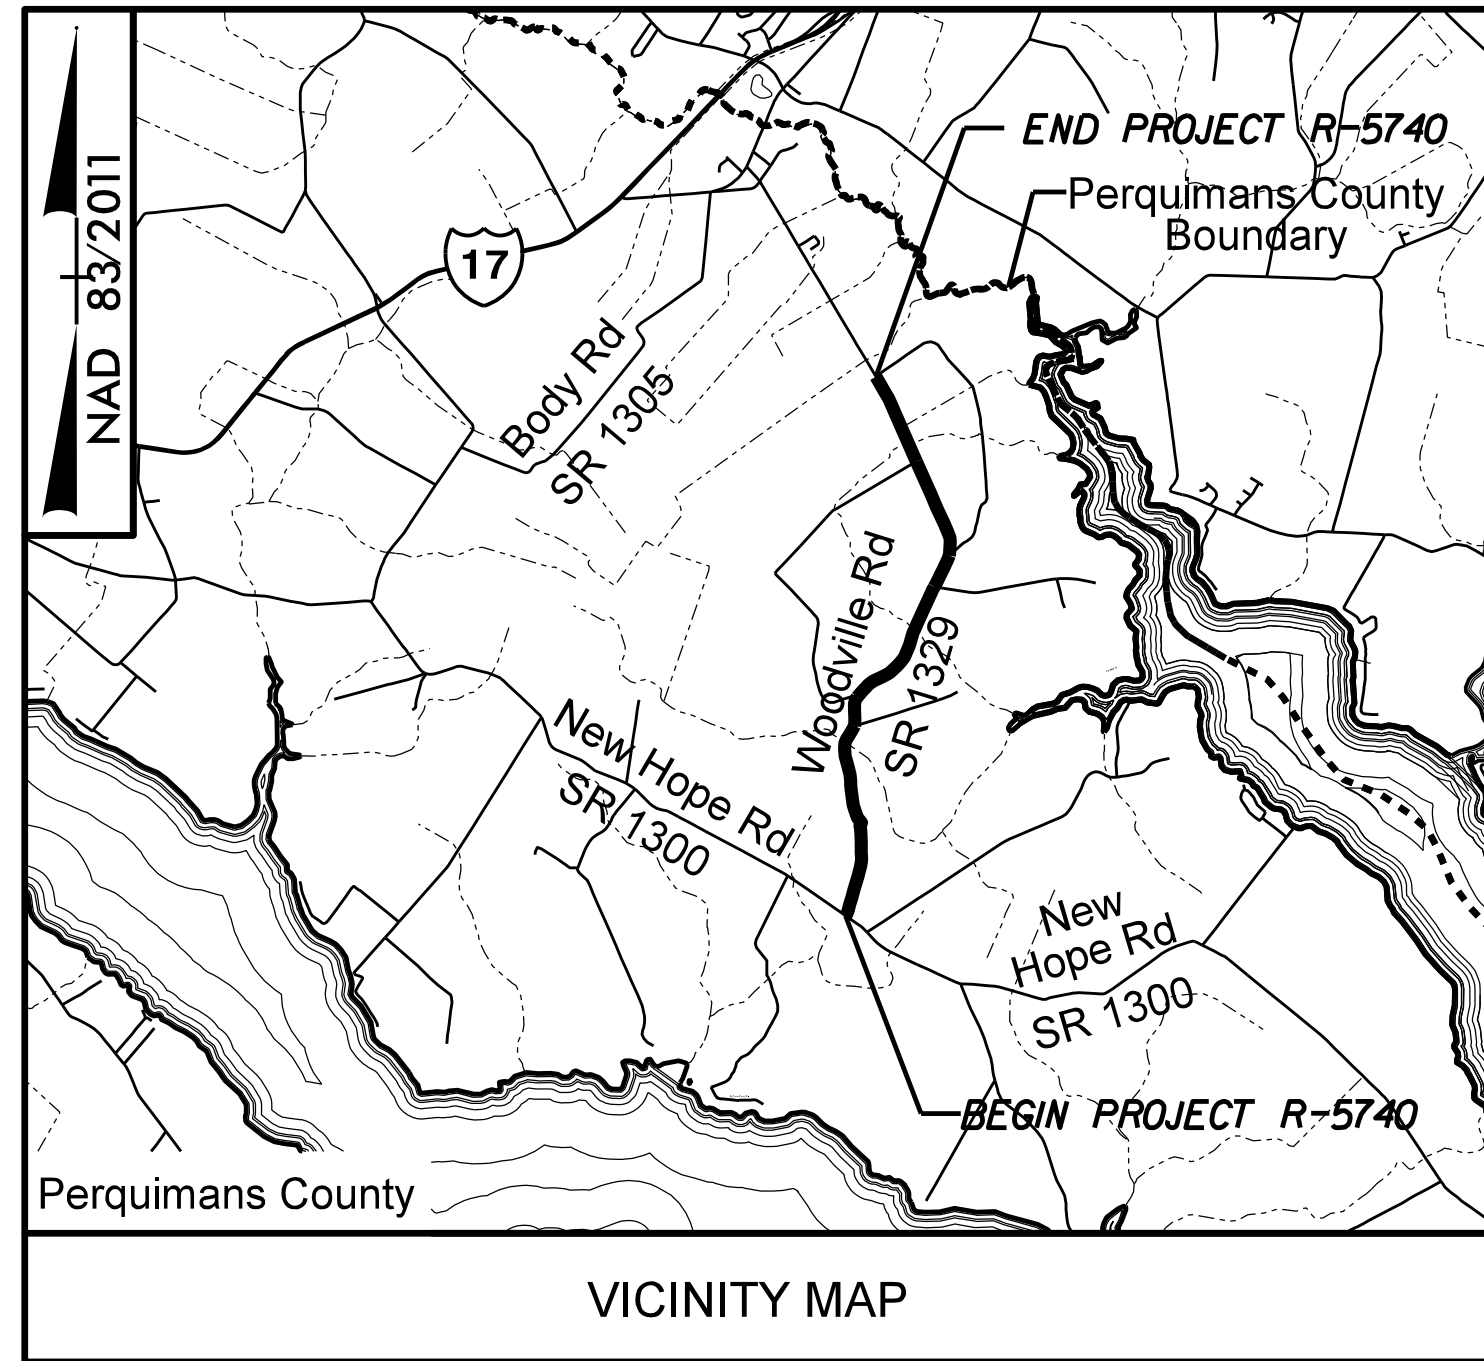 NAD 83/2011
END PROJECT R-5740
Perquimans County
Boundary
17
Body Rd
SR 1305
Woodville Rd
SR 1329
New Hope Rd
SR 1300
New
Hope Rd
SR 1300
BEGIN PROJECT R-5740
Perquimans County
VICINITY MAP